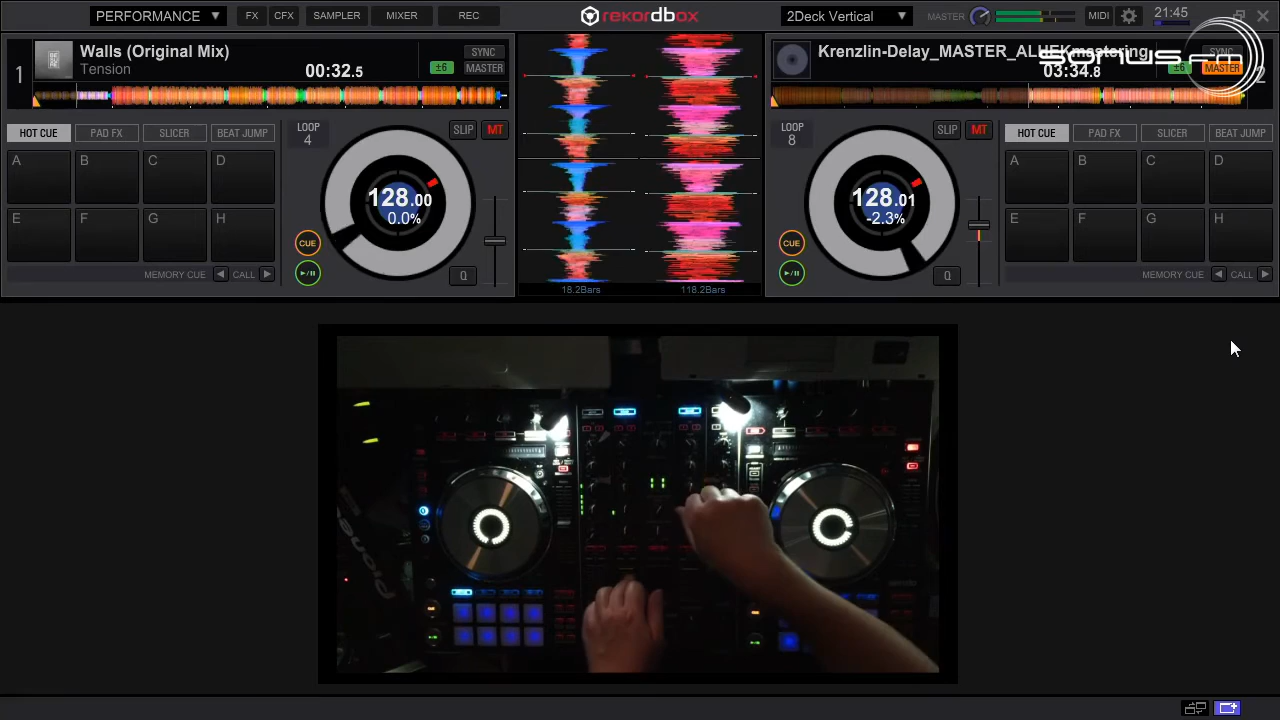 PERFORMANCE
FX
CFX
SAMPLER
MIXER
REC
rekordbox
2Deck Vertical
MASTER
MIDI
21:45
1
Walls (Original Mix)
Tension
00:32.5
±6
SYNC
MASTER
Krenzlin-Delay_MASTER_ALUEKmastering
03:34.8
±6
SYNC
MASTER
2
SONUS FM
HOT CUE
PAD FX
SLICER
BEAT JUMP
LOOP
4
SLIP
MT
A
B
C
D
E
F
G
H
128.00
0.0%
CUE
Q
MEMORY CUE
CALL
18.2Bars
118.2Bars
LOOP
8
SLIP
MT
128.01
-2.3%
CUE
Q
HOT CUE
PAD FX
SLICER
BEAT JUMP
A
B
C
D
E
F
G
H
MEMORY CUE
CALL
Pioneer